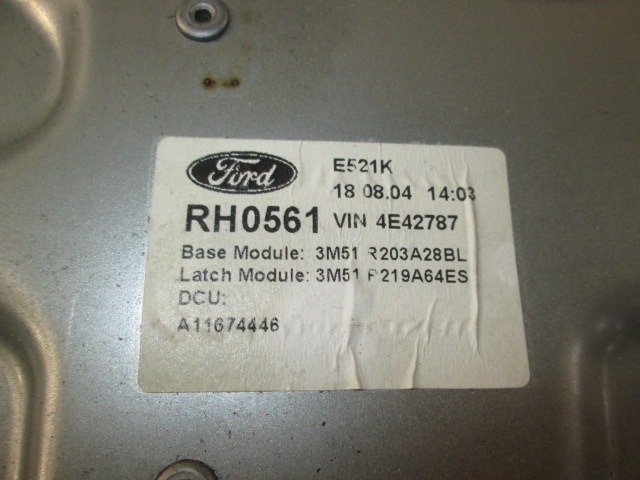 Ford
E521K
18 08.04 14:03
RH0561 VIN 4E42787
Base Module: 3M51 R203A28BL
Latch Module: 3M51 R219A64ES
DCU:
A11674446